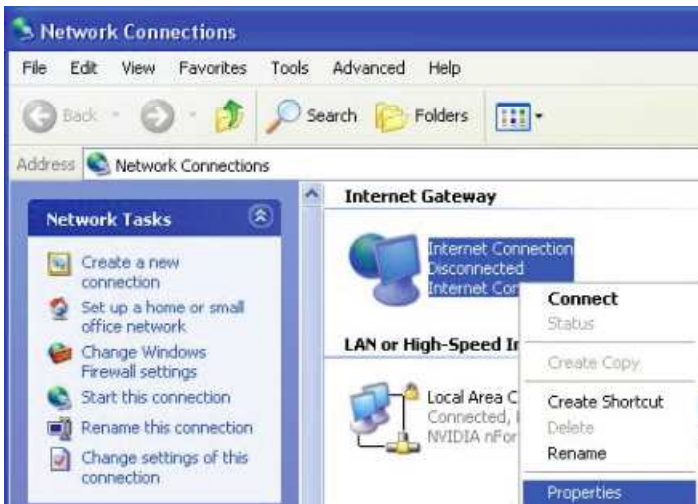 Network Connections
File Edit View Favorites Tools Advanced Help
Back Search Folders
Address Network Connections
Network Tasks
Create a new
connection
Set up a home or small
office network
Change Windows
Firewall settings
Start this connection
Rename this connection
Change settings of this
connection
Internet Gateway
Internet Connection
Disconnected
Internet
LAN or High-Speed
Local Area
Connected,
NVIDIA
Connect
Status
Create Copy
Create Shortcut
Delete
Rename
Properties